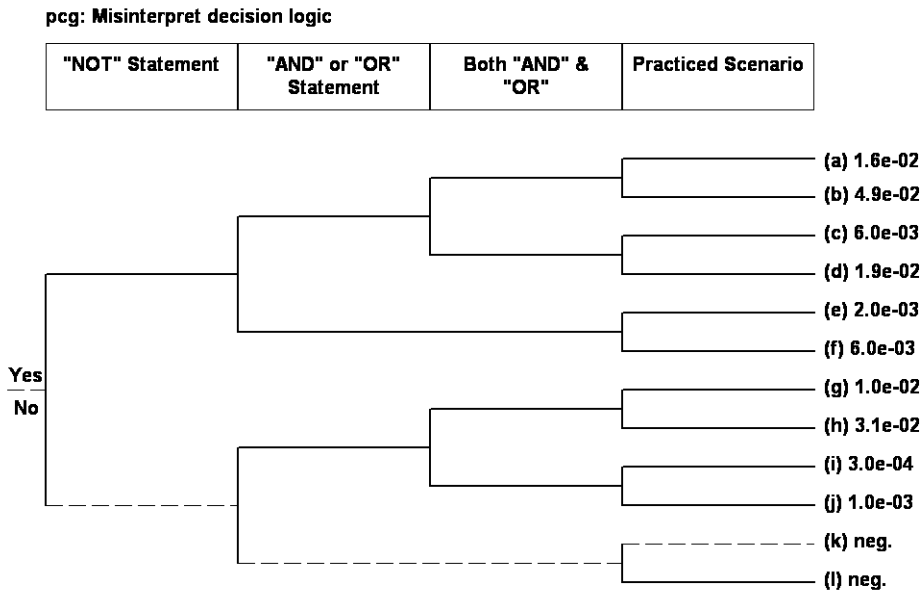 pcg: Misinterpret decision logic
"NOT" Statement
"AND" or "OR"
Statement
Both "AND" &
"OR"
Practiced Scenario
(a) 1.6e-02
(b) 4.9e-02
(c) 6.0e-03
(d) 1.9e-02
(e) 2.0e-03
(f) 6.0e-03
Yes
No
(g) 1.0e-02
(h) 3.1e-02
(i) 3.0e-04
(j) 1.0e-03
(k) neg.
(l) neg.